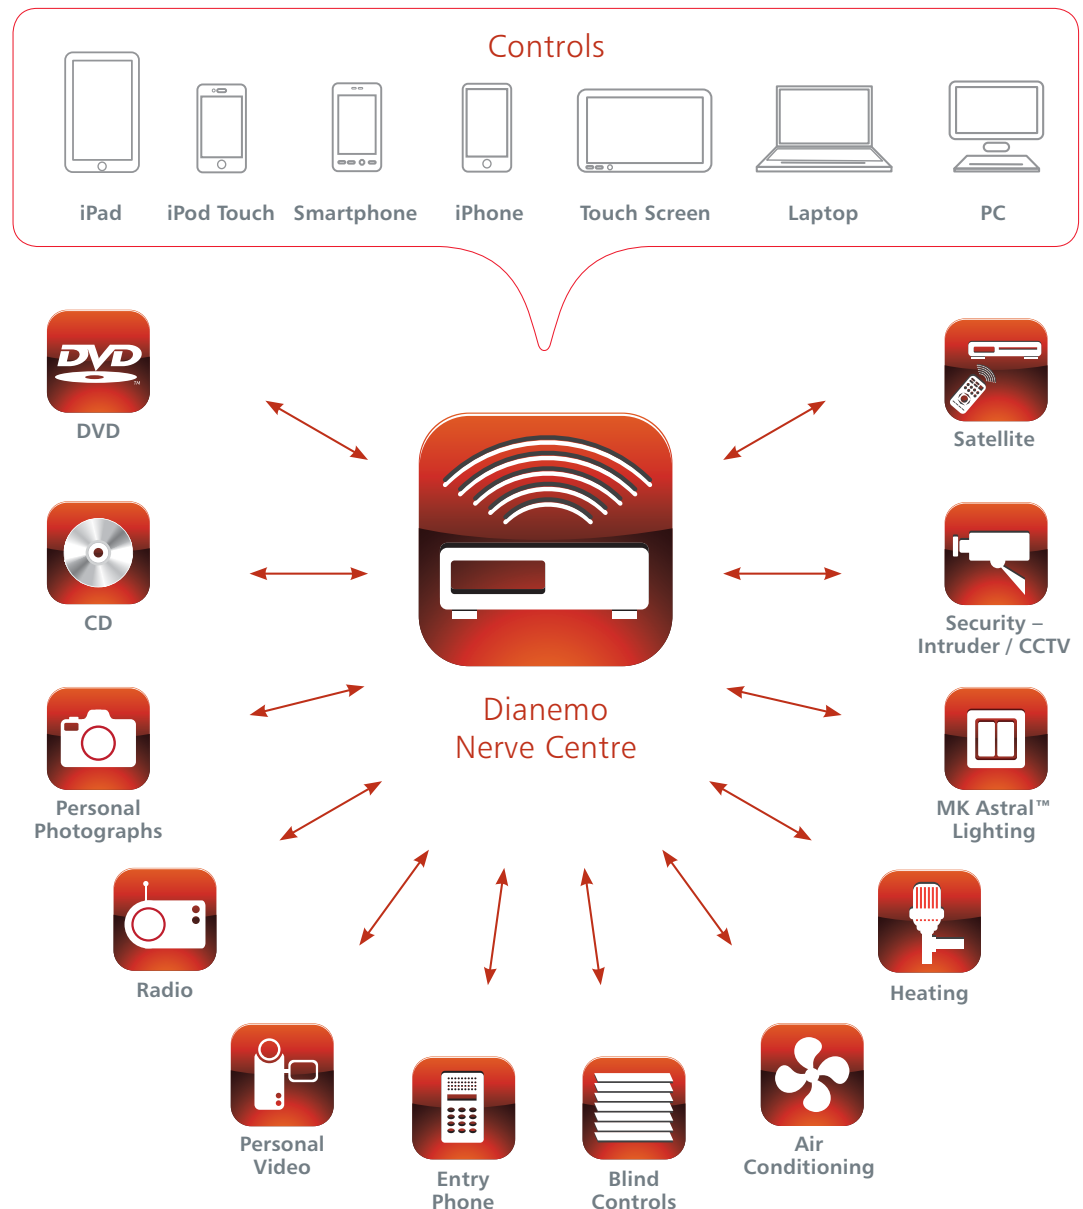 Controls
iPad
iPod Touch
Smartphone
iPhone
Touch Screen
Laptop
PC
DVD™
DVD
Satellite
CD
Security –
Intruder / CCTV
Dianemo
Nerve Centre
Personal
Photographs
MK Astral™
Lighting
Radio
Heating
Personal
Video
Air
Conditioning
Entry
Phone
Blind
Controls